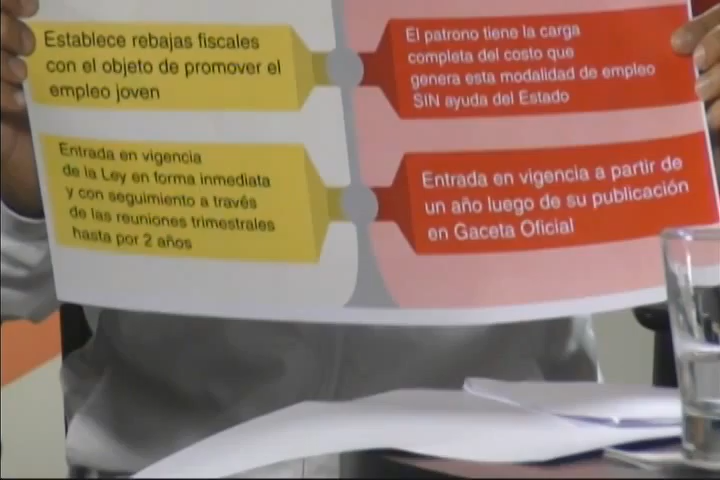 Establece rebajas fiscales
con el objeto de promover el
empleo joven
El patrono tiene la carga
completa del costo que
genera esta modalidad de empleo
SIN ayuda del Estado
Entrada en vigencia
de la Ley en forma inmediata
y con seguimiento a través
de las reuniones trimestrales
hasta por 2 años
Entrada en vigencia a partir de
un año luego de su publicación
en Gaceta Oficial